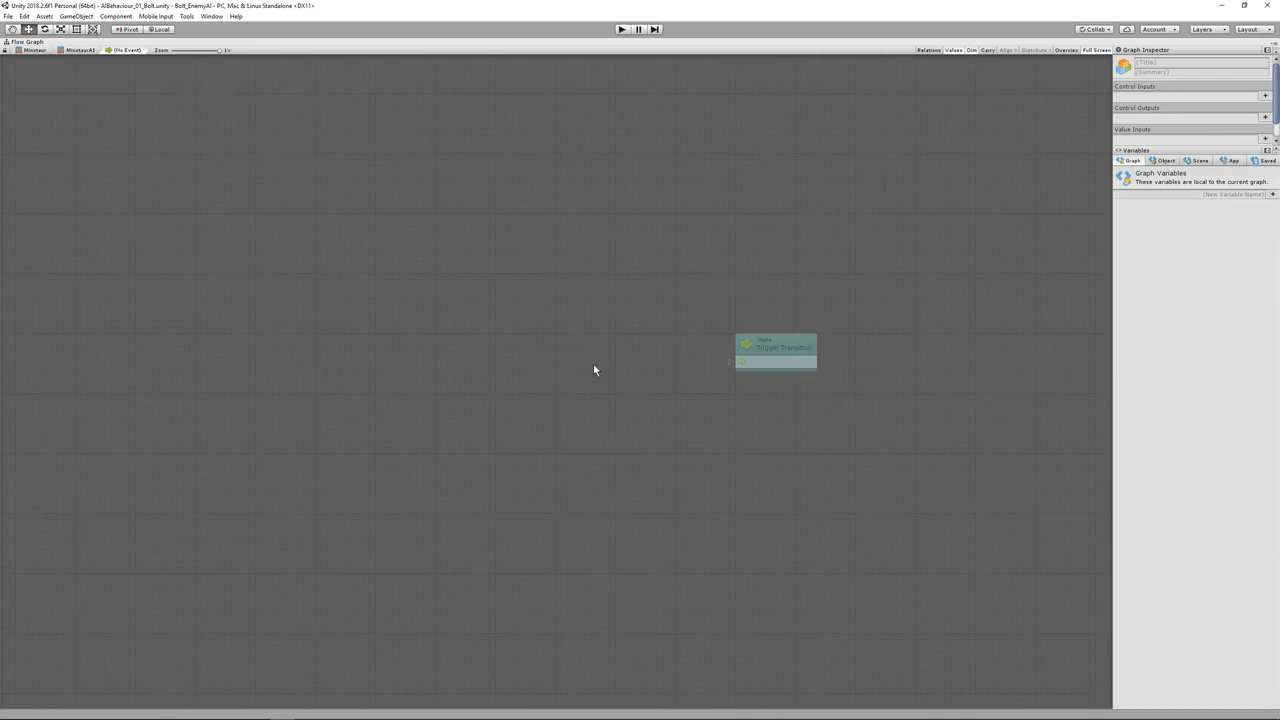 Unity 2018.2.6f1 Personal (64bit) - AIBehaviour_01_Bolt.unity - Bolt_EnemyAI - PC, Mac & Linux Standalone <DX11>
File Edit Assets GameObject Component Mobile Input Tools Window Help
Pivot Local Collab Account Layers Layout
Flow Graph
Minotaur MinotaurAI (No Event) Zoom 1x Relations Values Dim Carry Align Distribute Overview Full Screen
Graph Inspector
(Title)
(Summary)
Control Inputs
Control Outputs
Value Inputs
<> Variables
Graph Object Scene App Saved
Graph Variables
These variables are local to the current graph.
(New Variable Name)
State
Trigger Transition